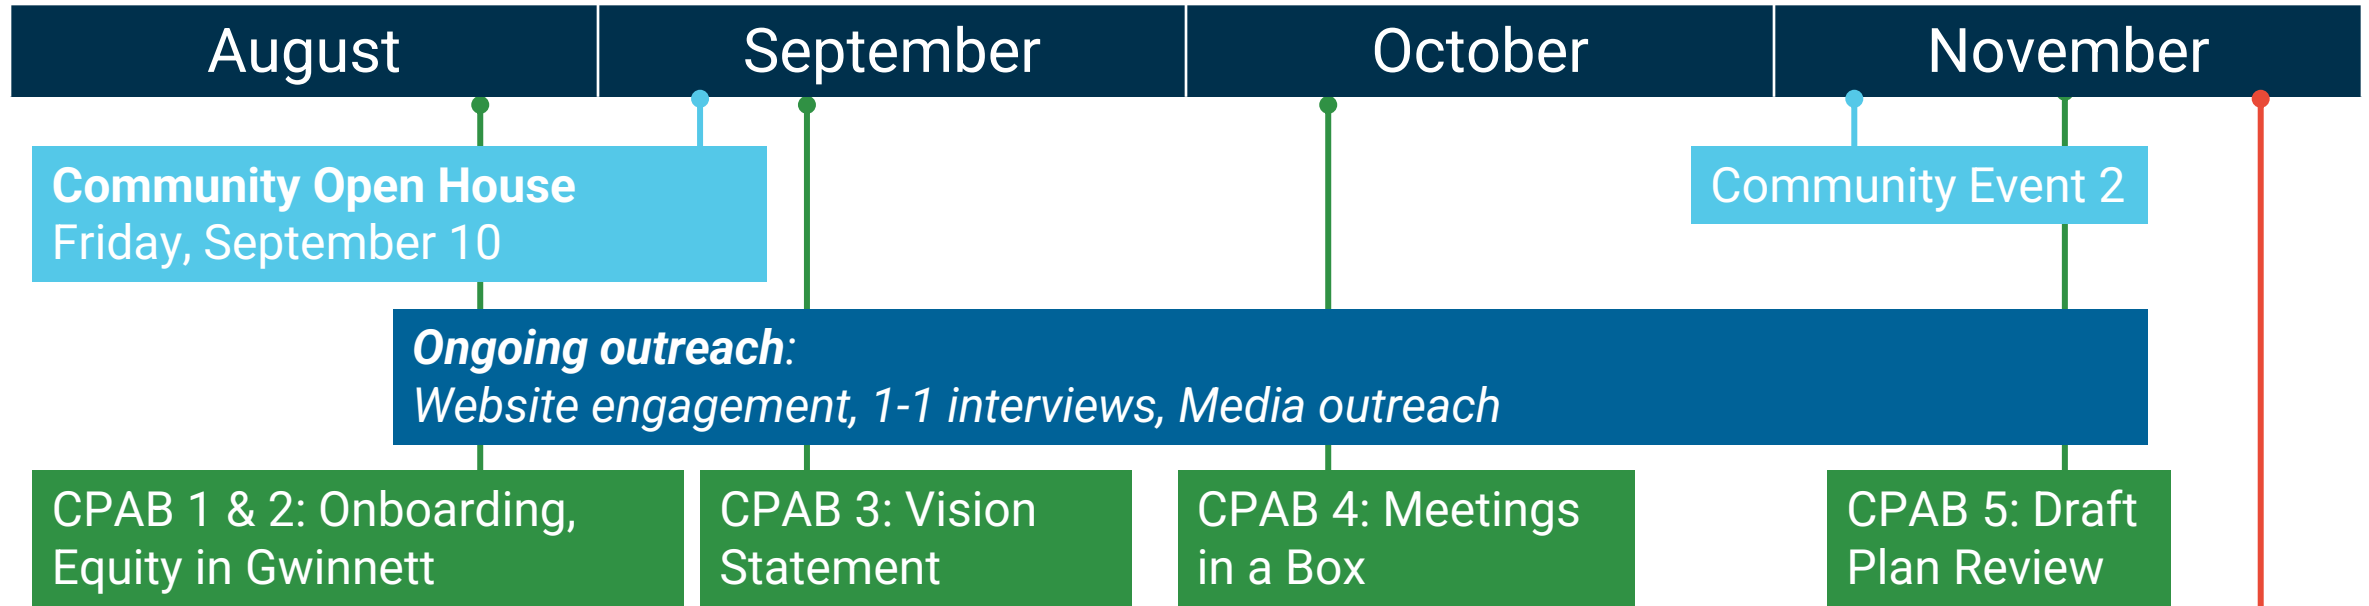 August
September
October
November
Community Open House
Friday, September 10
Community Event 2
Ongoing outreach:
Website engagement, 1-1 interviews, Media outreach
CPAB 1 & 2: Onboarding,
Equity in Gwinnett
CPAB 3: Vision
Statement
CPAB 4: Meetings
in a Box
CPAB 5: Draft
Plan Review